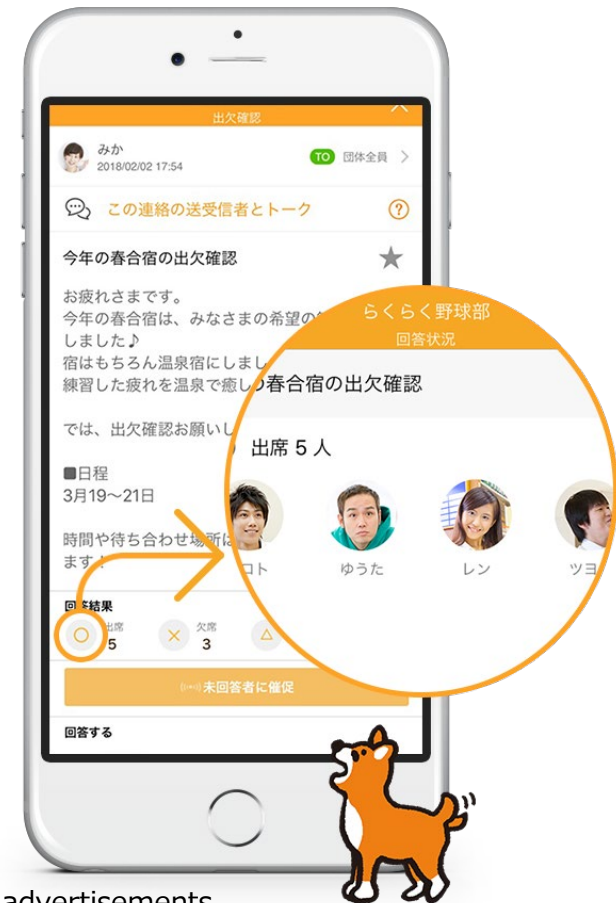 出欠確認
みか
2018/02/02 17:54
TO 団体全員
この連絡の送受信者とトーク
?
今年の春合宿の出欠確認
お疲れさまです。
今年の春合宿は、みなさまの希望の
しました♪
宿はもちろん温泉宿にしまし
練習した疲れを温泉で癒し
では、出欠確認お願いし
■日程
3月19~21日
時間や待ち合わせ場所は
ます!
回答結果
出席
5
欠席
3
未回答者に催促
回答する
らくらく野球部
回答状況
の春合宿の出欠確認
出席 5 人
コト
ゆうた
レン
ツヨ
advertisements